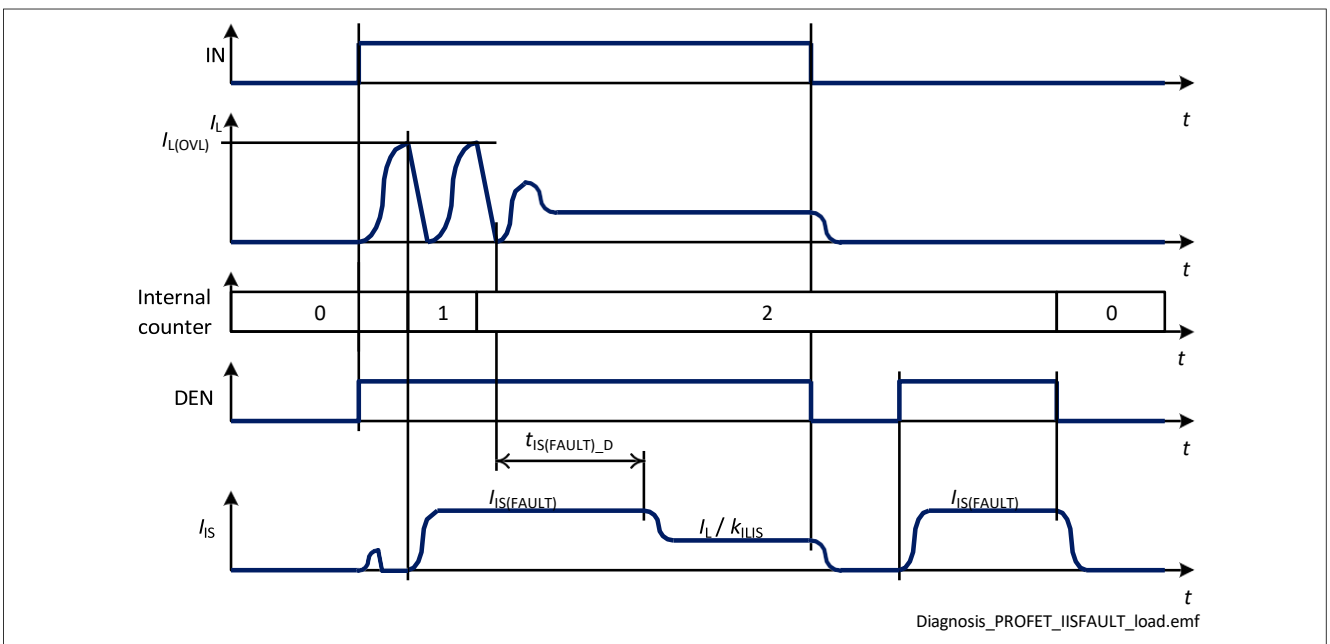 IN
t
I_L
I_L(OVL)
t
Internal
counter
0 1 2 0
t
DEN
t
t_IS(FAULT)_D
I_IS(FAULT) I_IS(FAULT)
I_IS
I_L / k_ILIS
t
Diagnosis_PROFET_IISFAULT_load.emf